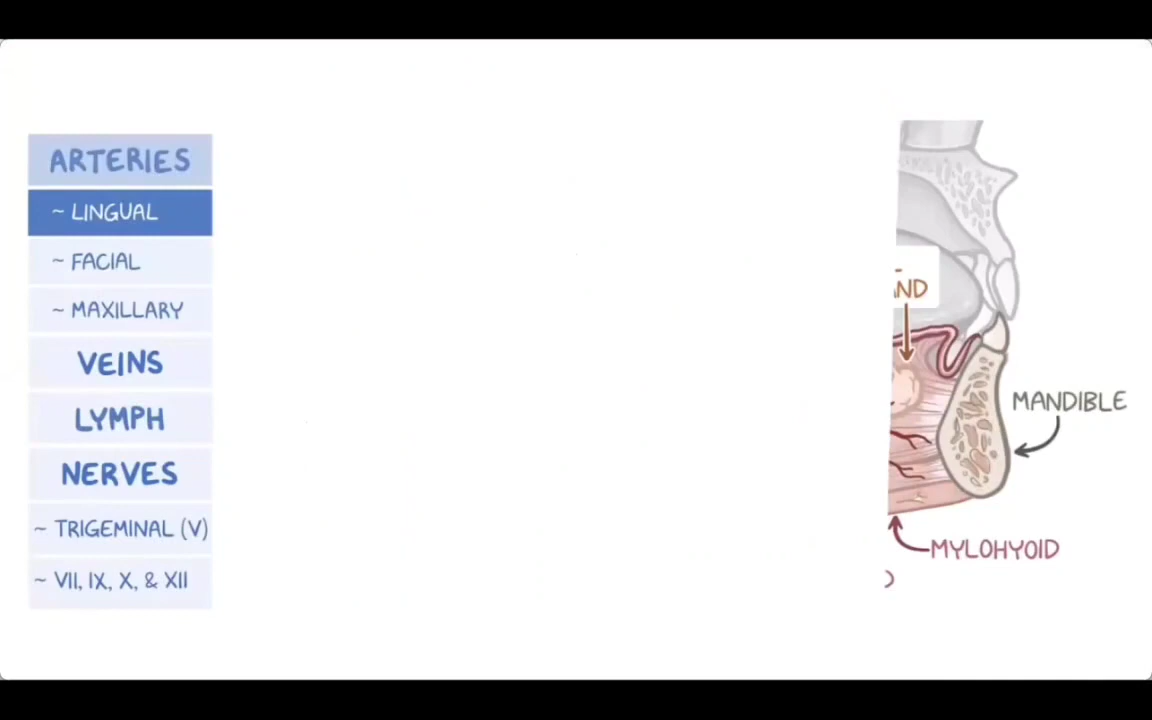 ARTERIES
~ LINGUAL
~ FACIAL
~ MAXILLARY
VEINS
LYMPH
NERVES
~ TRIGEMINAL (V)
~ VII, IX, X, & XII
MANDIBLE
MYLOHYOID